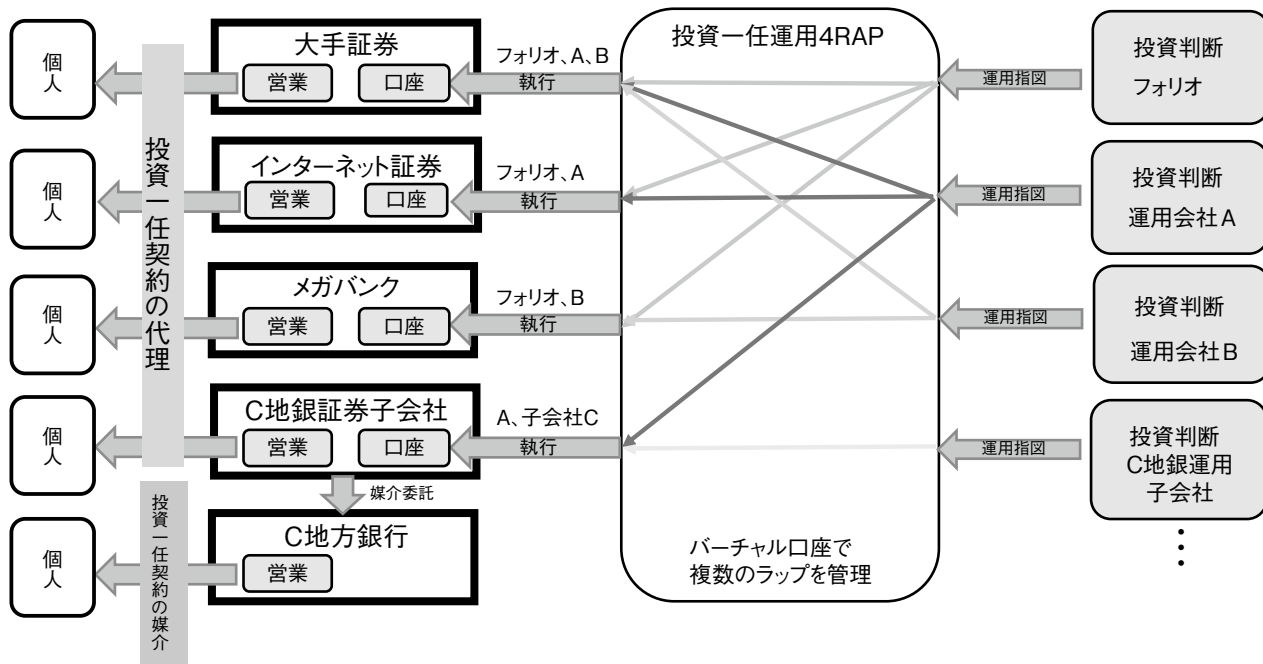 個人
個人
個人
個人
個人
投資一任契約の代理
投資一任契約の媒介
大手証券
営業
口座
インターネット証券
営業
口座
メガバンク
営業
口座
C地銀証券子会社
営業
口座
媒介委託
C地方銀行
営業
フォリオ、A、B
執行
フォリオ、A
執行
フォリオ、B
執行
A、子会社C
執行
投資一任運用4RAP
バーチャル口座で
複数のラップを管理
運用指図
運用指図
運用指図
運用指図
投資判断
フォリオ
投資判断
運用会社A
投資判断
運用会社B
投資判断
C地銀運用
子会社
⋮